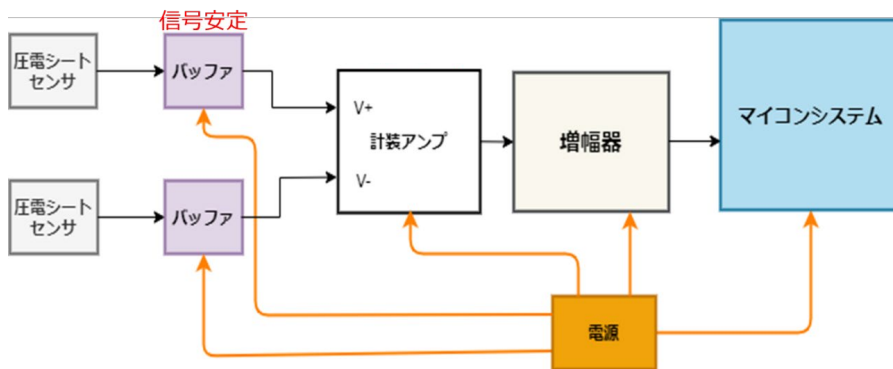 信号安定
圧電シート
センサ
バッファ
V+
計装アンプ
V-
増幅器
マイコンシステム
圧電シート
センサ
バッファ
電源